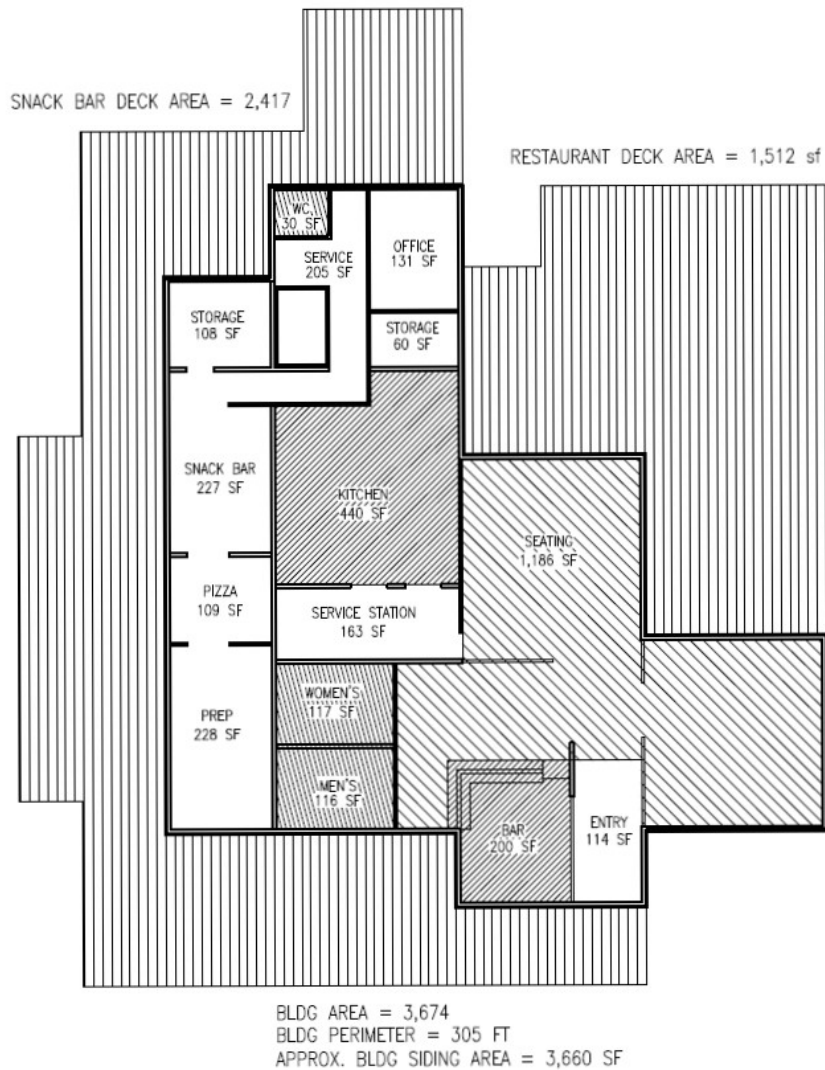 SNACK BAR DECK AREA = 2,417
RESTAURANT DECK AREA = 1,512 sf
WC
30 SF
SERVICE
205 SF
OFFICE
131 SF
STORAGE
108 SF
STORAGE
60 SF
SNACK BAR
227 SF
KITCHEN
440 SF
SEATING
1,186 SF
PIZZA
109 SF
SERVICE STATION
163 SF
WOMEN'S
117 SF
PREP
228 SF
MEN'S
116 SF
BAR
200 SF
ENTRY
114 SF
BLDG AREA = 3,674
BLDG PERIMETER = 305 FT
APPROX. BLDG SIDING AREA = 3,660 SF